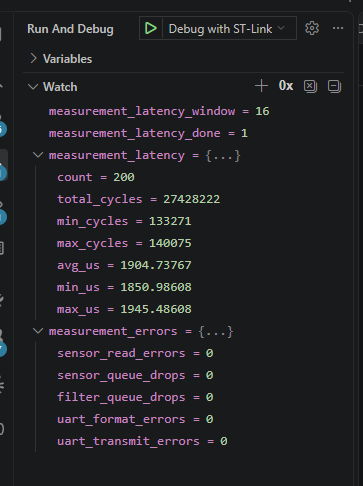 Run And Debug
Debug with ST-Link
Variables
Watch
0x
measurement_latency_window = 16
measurement_latency_done = 1
measurement_latency = {...}
count = 200
total_cycles = 27428222
min_cycles = 133271
max_cycles = 140075
avg_us = 1904.73767
min_us = 1850.98608
max_us = 1945.48608
measurement_errors = {...}
sensor_read_errors = 0
sensor_queue_drops = 0
filter_queue_drops = 0
uart_format_errors = 0
uart_transmit_errors = 0